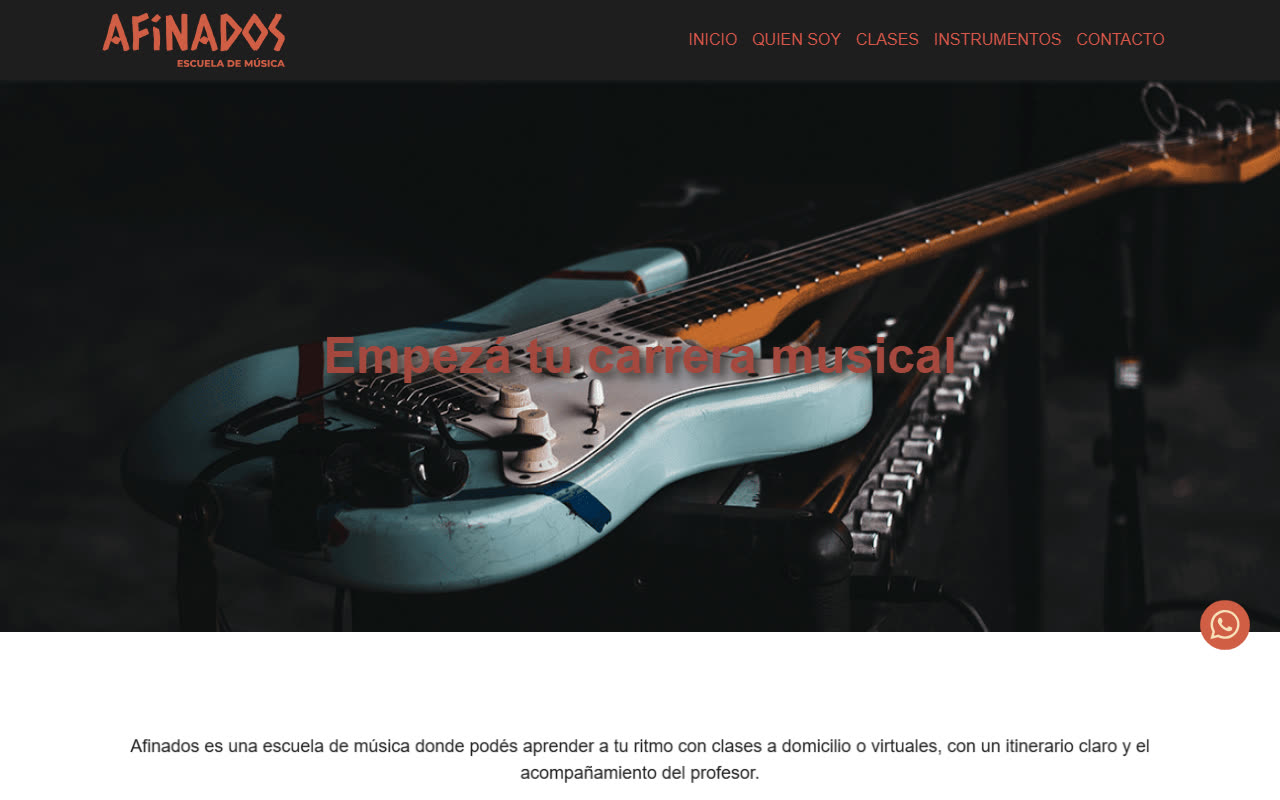 AFiNADOS
ESCUELA DE MÚSICA
INICIO QUIEN SOY CLASES INSTRUMENTOS CONTACTO
Empezá tu carrera musical
Afinados es una escuela de música donde podés aprender a tu ritmo con clases a domicilio o virtuales, con un itinerario claro y el
acompañamiento del profesor.